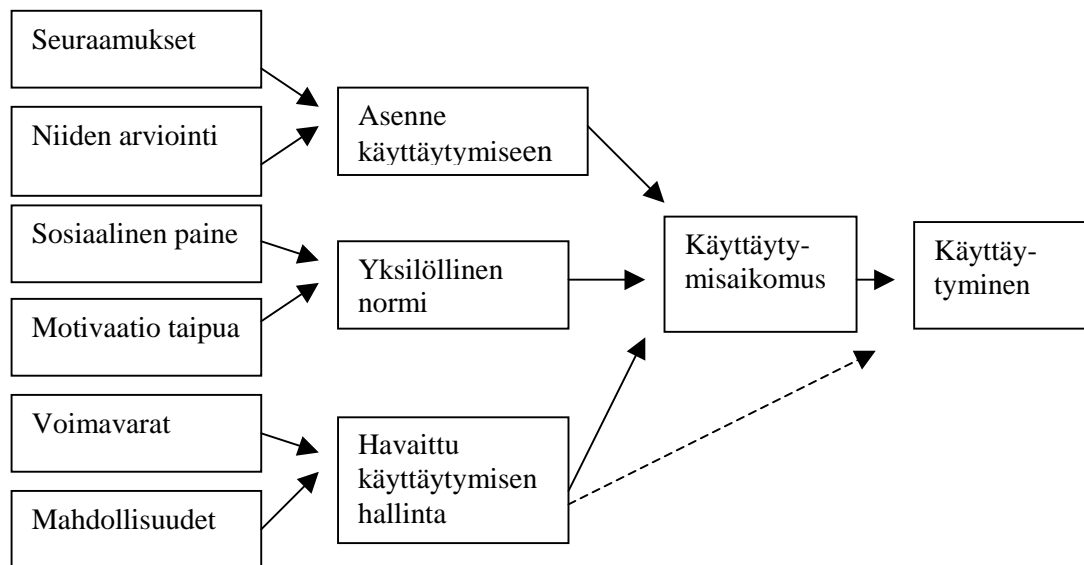 Seuraamukset
Niiden arviointi
Sosiaalinen paine
Motivaatio taipua
Voimavarat
Mahdollisuudet
Asenne
käyttäytymiseen
Yksilöllinen
normi
Havaittu
käyttäytymisen
hallinta
Käyttäyty-
misaikomus
Käyttäy-
tyminen